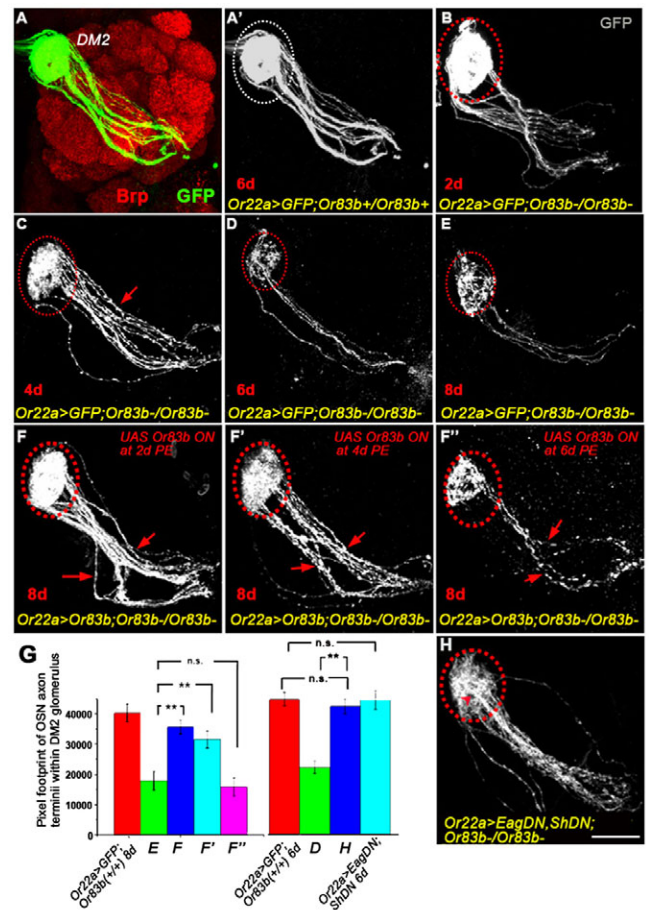 A
DM2
Brp
GFP
A'
6d
Or22a>GFP;Or83b+/Or83b+
B
GFP
2d
Or22a>GFP;Or83b-/Or83b-
C
4d
Or22a>GFP;Or83b-/Or83b-
D
6d
Or22a>GFP;Or83b-/Or83b-
E
8d
Or22a>GFP;Or83b-/Or83b-
F
UAS Or83b ON
at 2d PE
8d
Or22a>Or83b;Or83b-/Or83b-
F'
UAS Or83b ON
at 4d PE
8d
Or22a>Or83b;Or83b-/Or83b-
F''
UAS Or83b ON
at 6d PE
8d
Or22a>Or83b;Or83b-/Or83b-
G
Pixel footprint of OSN axon
terminii within DM2 glomerulus
40000
30000
20000
10000
0
n.s.
**
**
n.s.
**
n.s.
Or22a>GFP;
Or83b(+/+) 8d
E
F
F'
F''
Or22a>GFP;
Or83b(+/+) 6d
D
H
Or22a>EagDN;
ShDN 6d
H
Or22a>EagDN,ShDN;
Or83b-/Or83b-